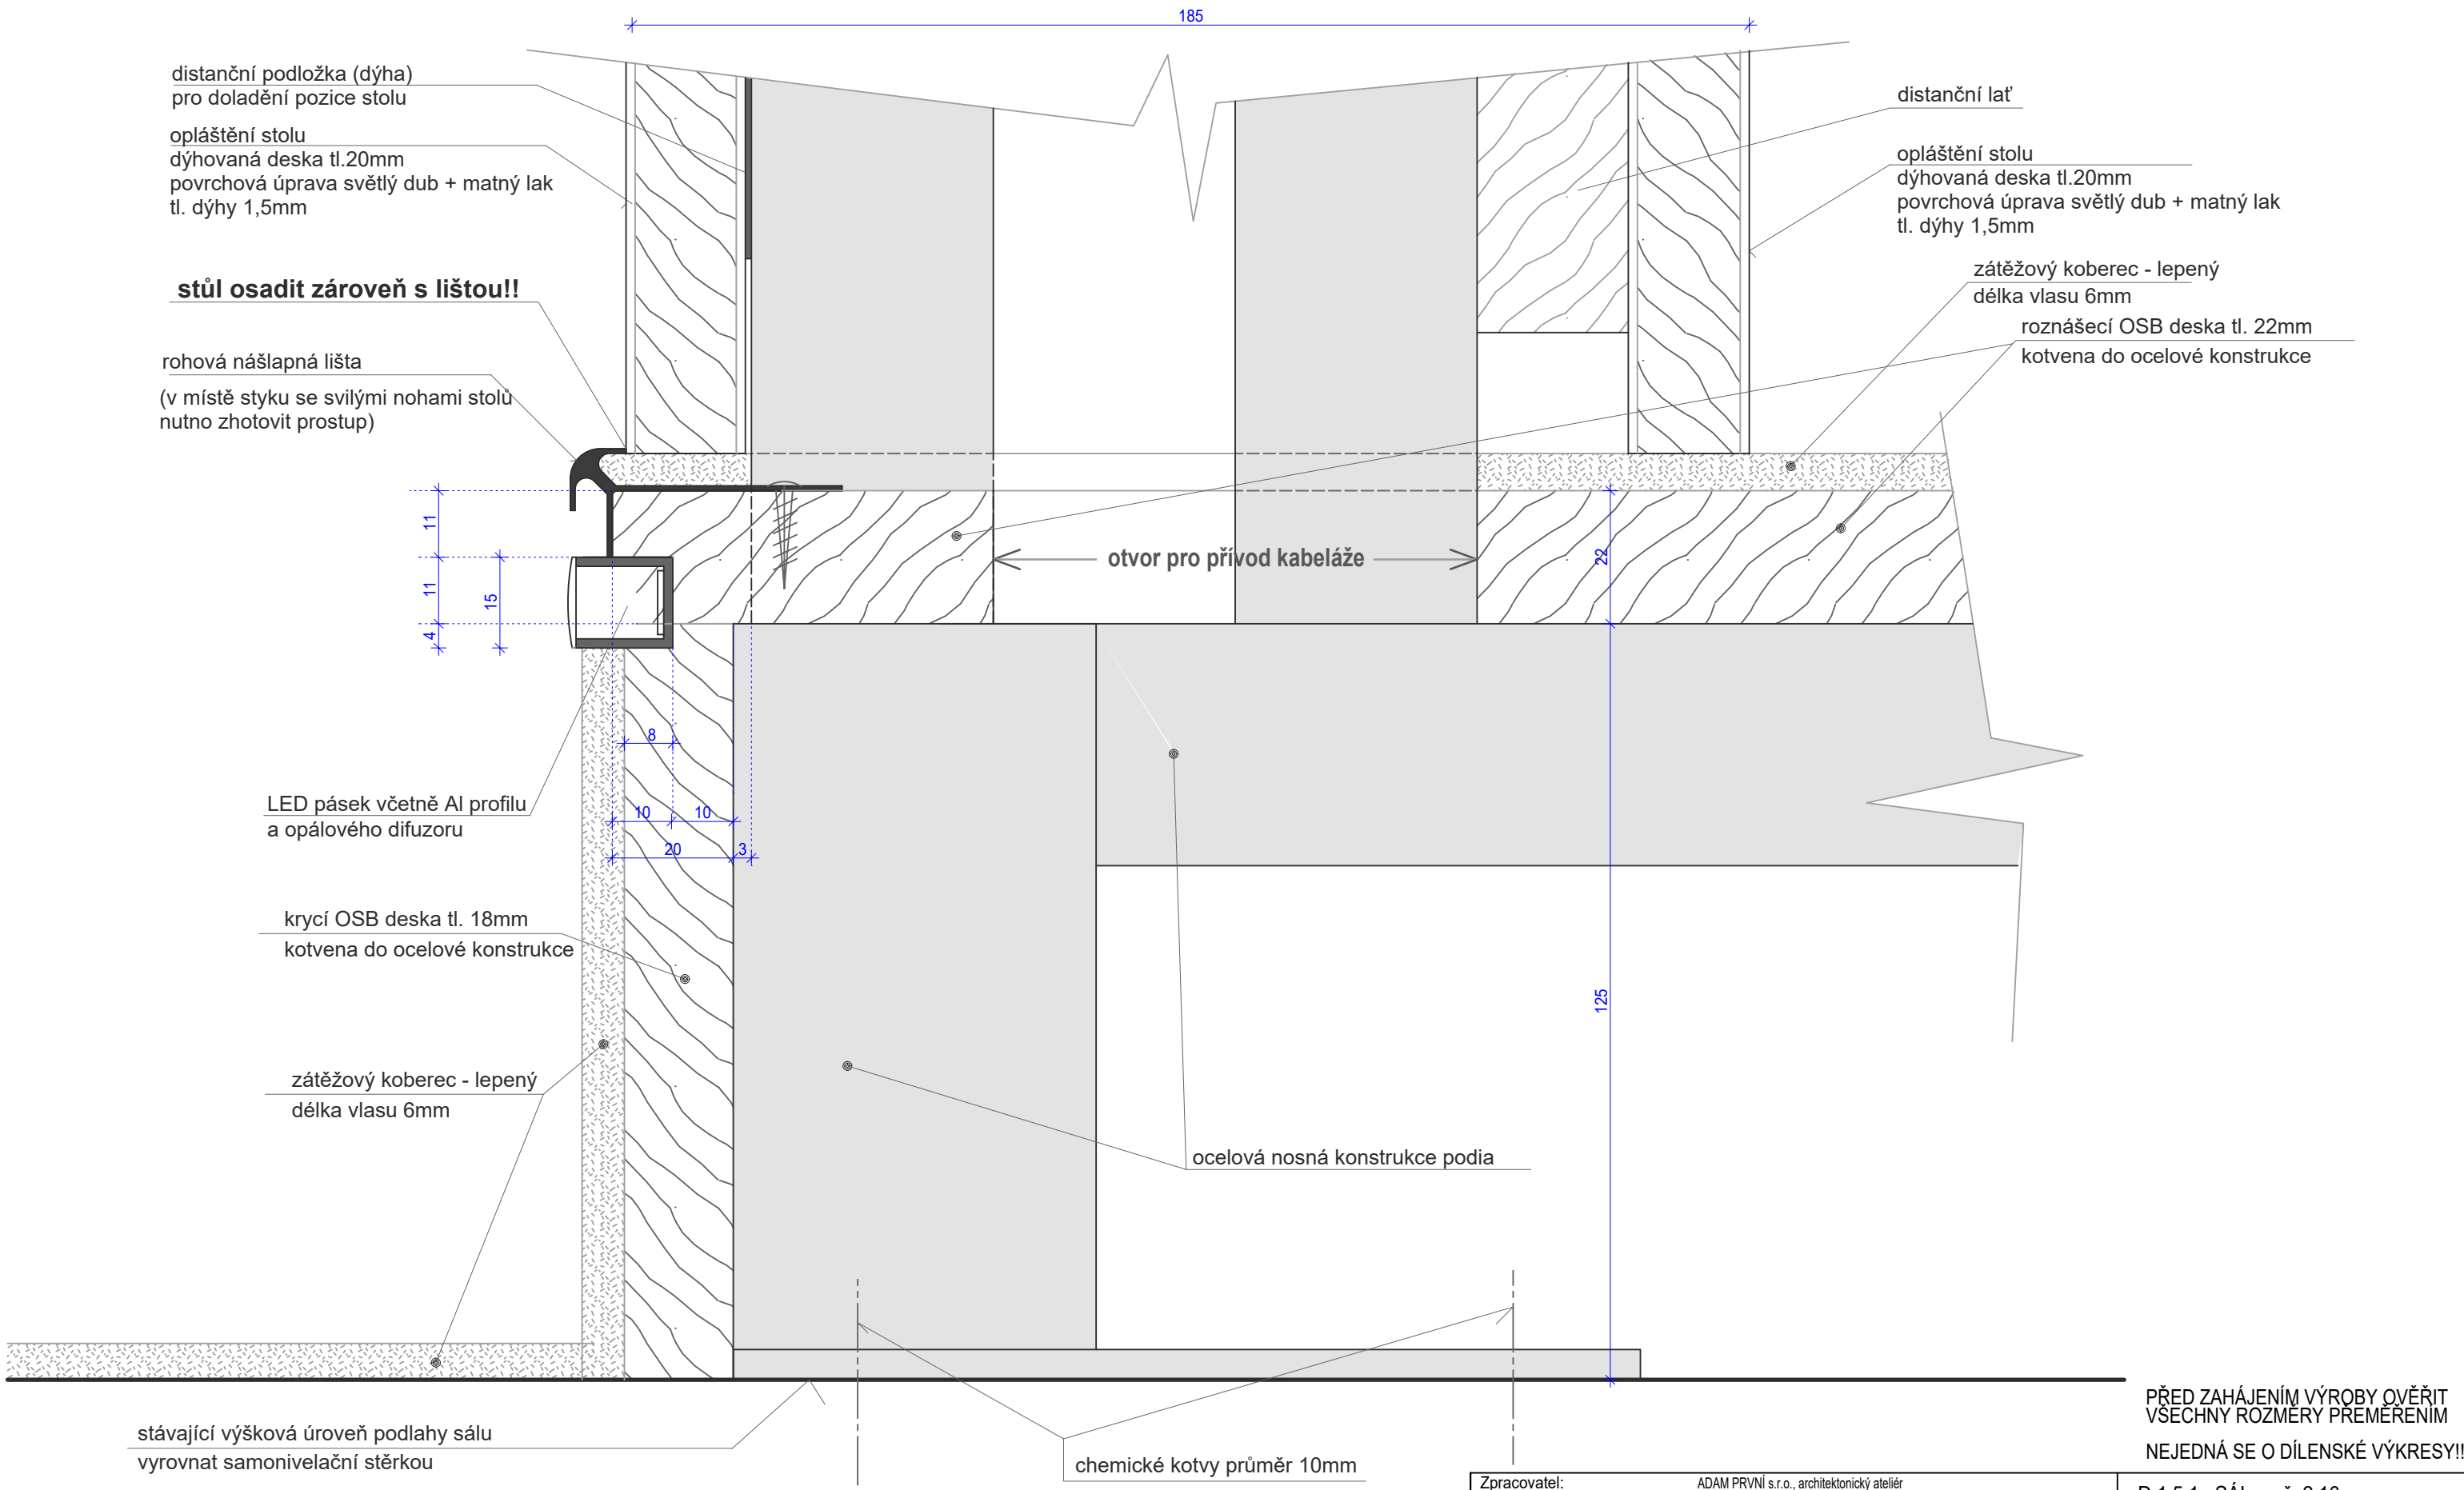 185
distanční podložka (dýha)
pro doladění pozice stolu
opláštění stolu
dýhovaná deska tl.20mm
povrchová úprava světlý dub + matný lak
tl. dýhy 1,5mm
stůl osadit zároveň s lištou!!
rohová nášlapná lišta
(v místě styku se svilými nohami stolů
nutno zhotovit prostup)
distanční lať
opláštění stolu
dýhovaná deska tl.20mm
povrchová úprava světlý dub + matný lak
tl. dýhy 1,5mm
zátěžový koberec - lepený
délka vlasu 6mm
roznášecí OSB deska tl. 22mm
kotvena do ocelové konstrukce
11
11
4
15
otvor pro přívod kabeláže
22
8
10
10
20
3
LED pásek včetně Al profilu
a opálového difuzoru
krycí OSB deska tl. 18mm
kotvena do ocelové konstrukce
125
zátěžový koberec - lepený
délka vlasu 6mm
ocelová nosná konstrukce podia
stávající výšková úroveň podlahy sálu
vyrovnat samonivelační stěrkou
chemické kotvy průměr 10mm
PŘED ZAHÁJENÍM VÝROBY OVĚŘIT
VŠECHNY ROZMĚRY PŘEMĚŘENÍM
NEJEDNÁ SE O DÍLENSKÉ VÝKRESY!!
Zpracovatel:
ADAM PRVNÍ s.r.o., architektonický ateliér